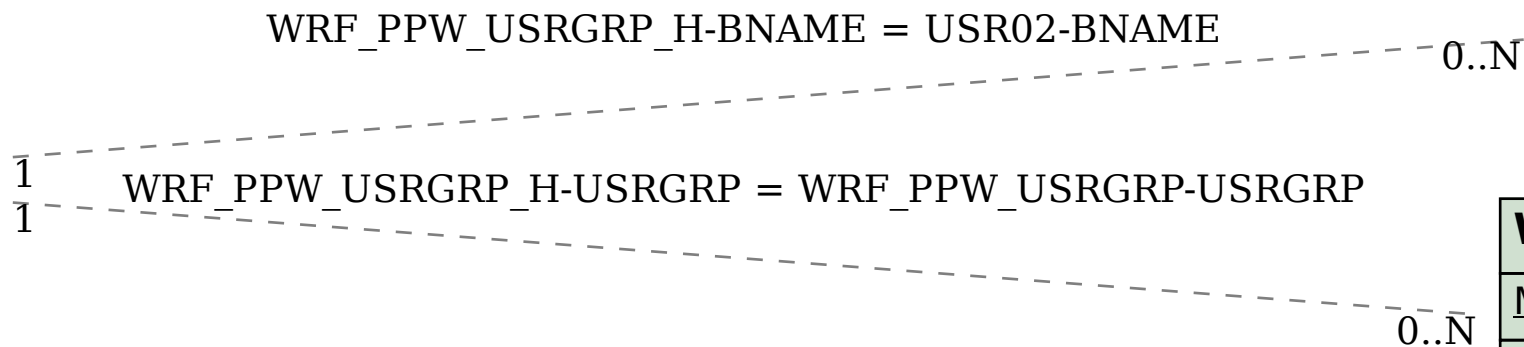 WRF_PPW_USRGRP_H-BNAME = USR02-BNAME
0..N
1
WRF_PPW_USRGRP_H-USRGRP = WRF_PPW_USRGRP-USRGRP
1
0..N